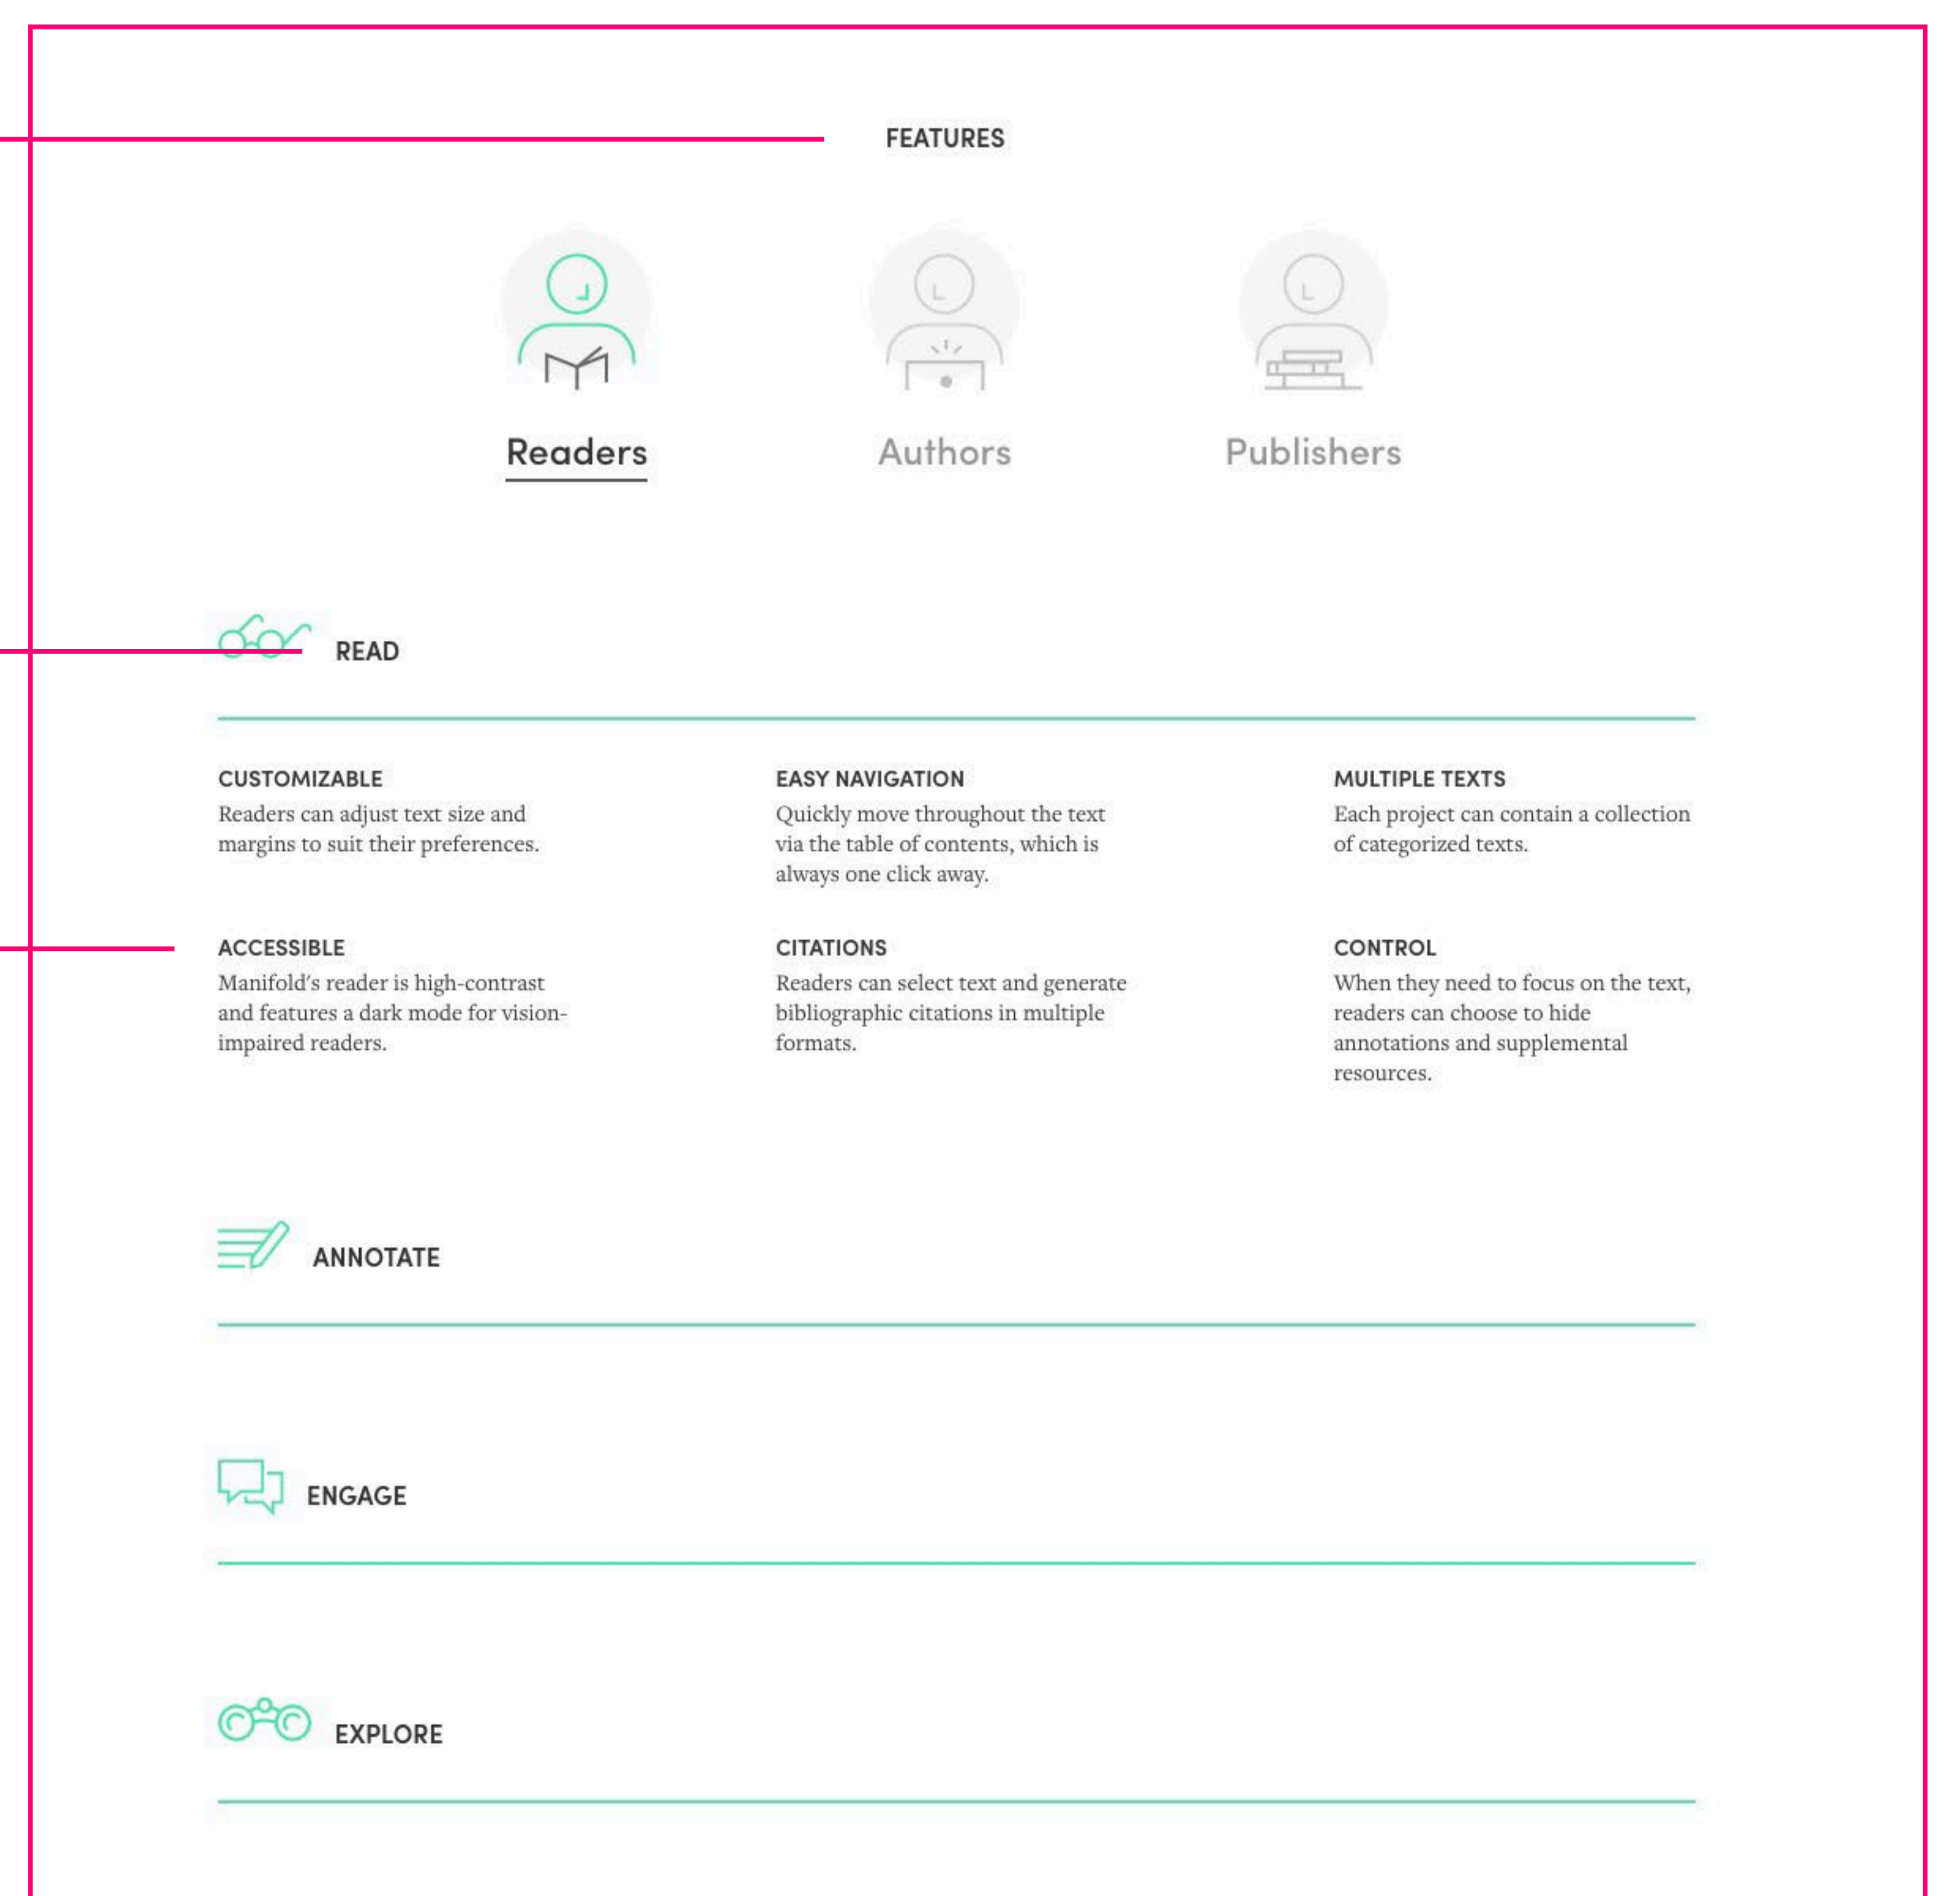 FEATURES
Readers
Authors
Publishers
READ
CUSTOMIZABLE
Readers can adjust text size and
margins to suit their preferences.
EASY NAVIGATION
Quickly move throughout the text
via the table of contents, which is
always one click away.
MULTIPLE TEXTS
Each project can contain a collection
of categorized texts.
ACCESSIBLE
Manifold's reader is high-contrast
and features a dark mode for vision-
impaired readers.
CITATIONS
Readers can select text and generate
bibliographic citations in multiple
formats.
CONTROL
When they need to focus on the text,
readers can choose to hide
annotations and supplemental
resources.
ANNOTATE
ENGAGE
EXPLORE